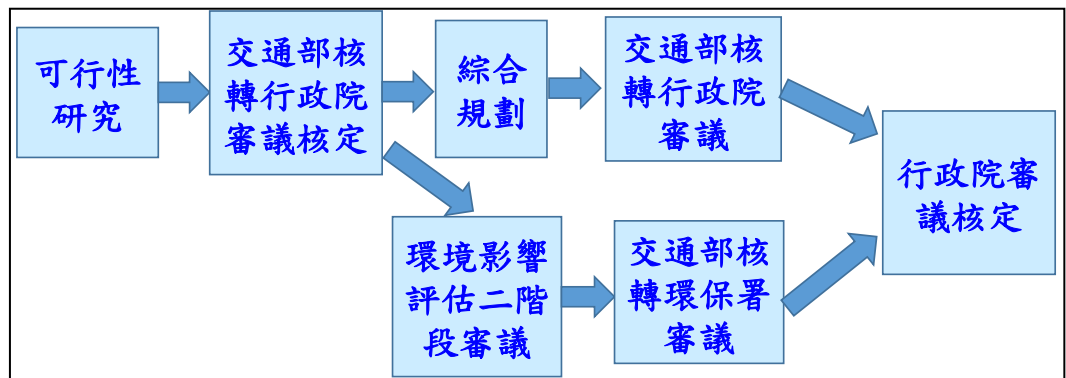 可行性
研究
交通部核
轉行政院
審議核定
綜合
規劃
交通部核
轉行政院
審議
環境影響
評估二階
段審議
交通部核
轉環保署
審議
行政院審
議核定